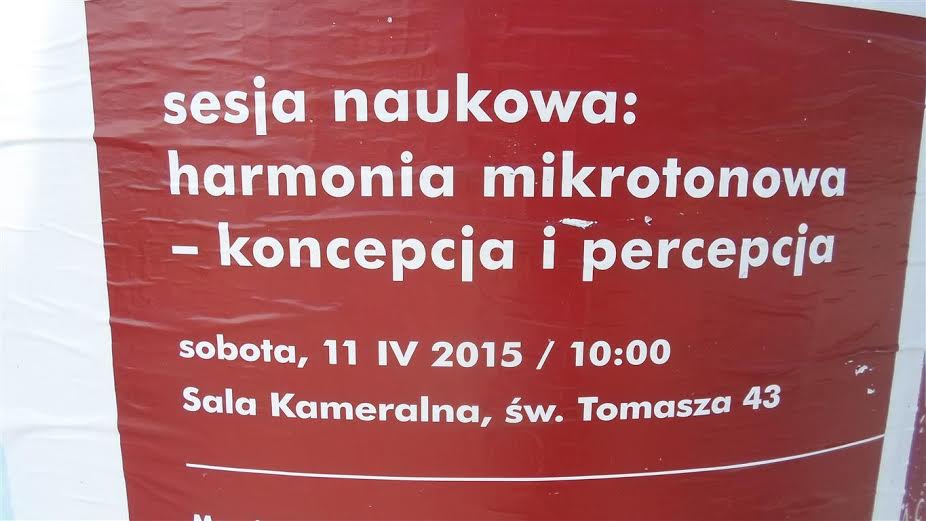 sesja naukowa:
harmonia mikrotonowa
– koncepcja i percepcja
sobota, 11 IV 2015 / 10:00
Sala Kameralna, św. Tomasza 43